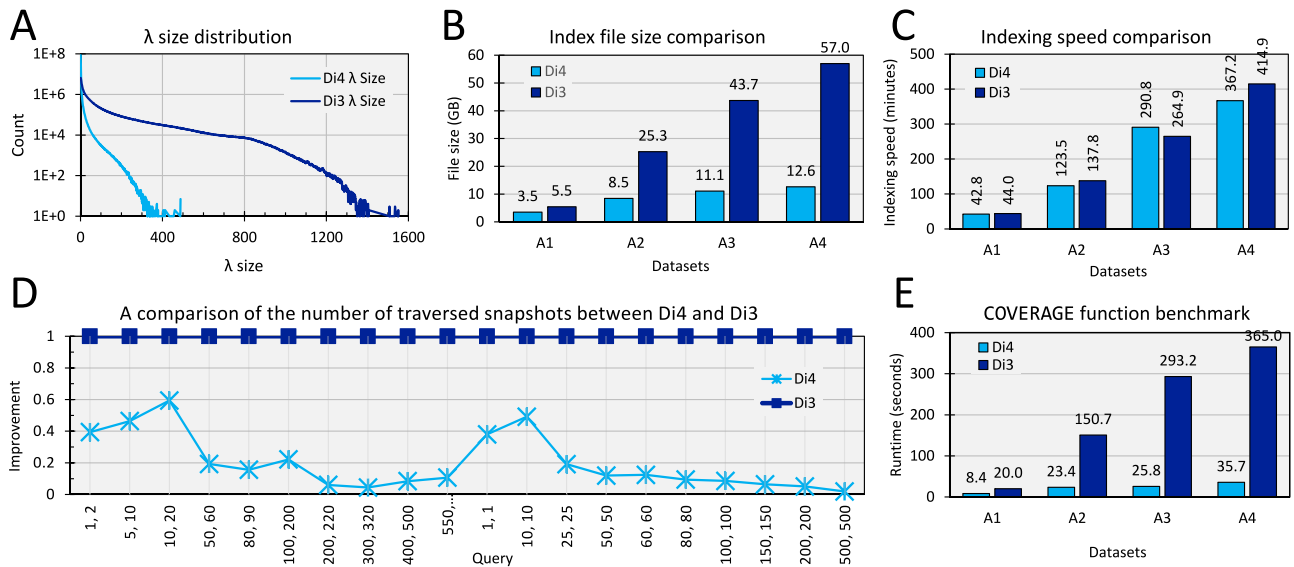 A
λ size distribution
1E+8
1E+6
1E+4
1E+2
1E+0
Count
Di4 λ Size
Di3 λ Size
0 400 800 1200 1600
λ size
B
Index file size comparison
60
50
40
30
20
10
0
File size (GB)
Di4
Di3
3.5 5.5 8.5 25.3 11.1 43.7 12.6 57.0
A1 A2 A3 A4
Datasets
C
Indexing speed comparison
500
400
300
200
100
0
Indexing speed (minutes)
Di4
Di3
42.8 44.0 123.5 137.8 290.8 264.9 367.2 414.9
A1 A2 A3 A4
Datasets
D
A comparison of the number of traversed snapshots between Di4 and Di3
1
0.8
0.6
0.4
0.2
0
Improvement
Di4
Di3
1, 2
5, 10
10, 20
50, 60
80, 90
100, 200
200, 220
300, 320
400, 500
550,
1, 1
10, 10
25, 25
50, 50
60, 60
80, 80
100, 100
150, 150
200, 200
500, 500
Query
E
COVERAGE function benchmark
400
300
200
100
0
Runtime (seconds)
Di4
Di3
8.4 20.0 23.4 150.7 25.8 293.2 35.7 365.0
A1 A2 A3 A4
Datasets